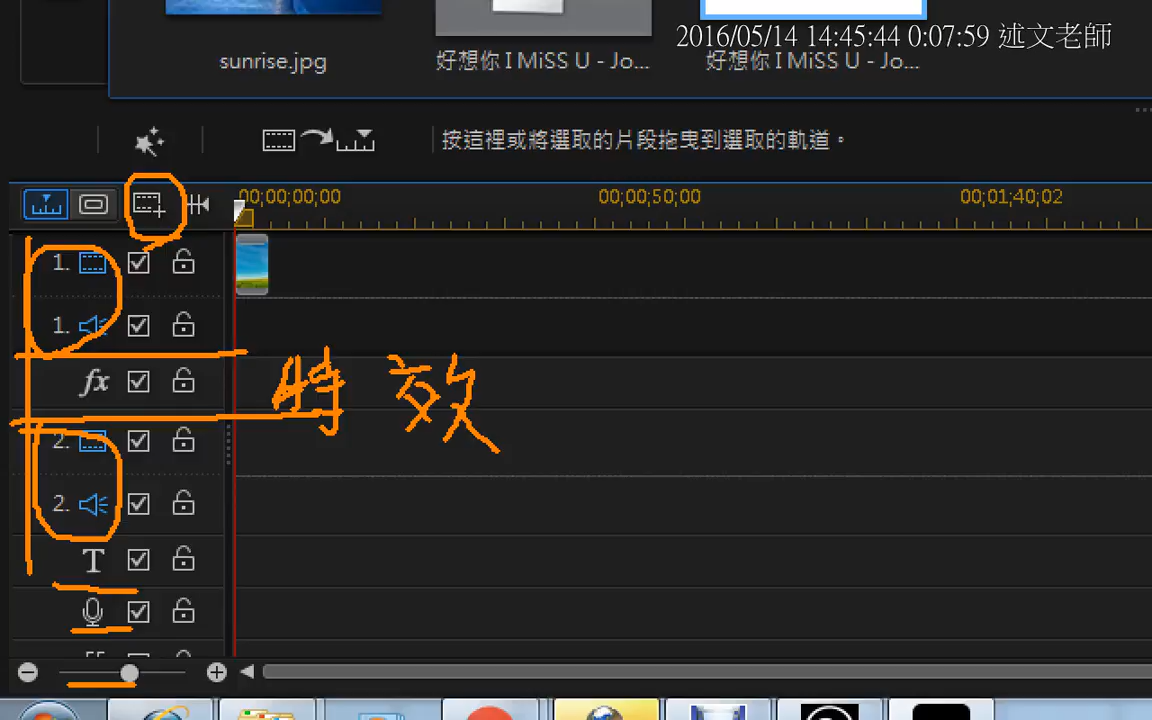 2016/05/14 14:45:44 0:07:59 述文老師
sunrise.jpg
好想你 I MiSS U - Jo...
好想你 I MiSS U - Jo...
按這裡或將選取的片段拖曳到選取的軌道。
00;00;00;00
00;00;50;00
00;01;40;02
1.
1.
fx
特效
2.
2.
T